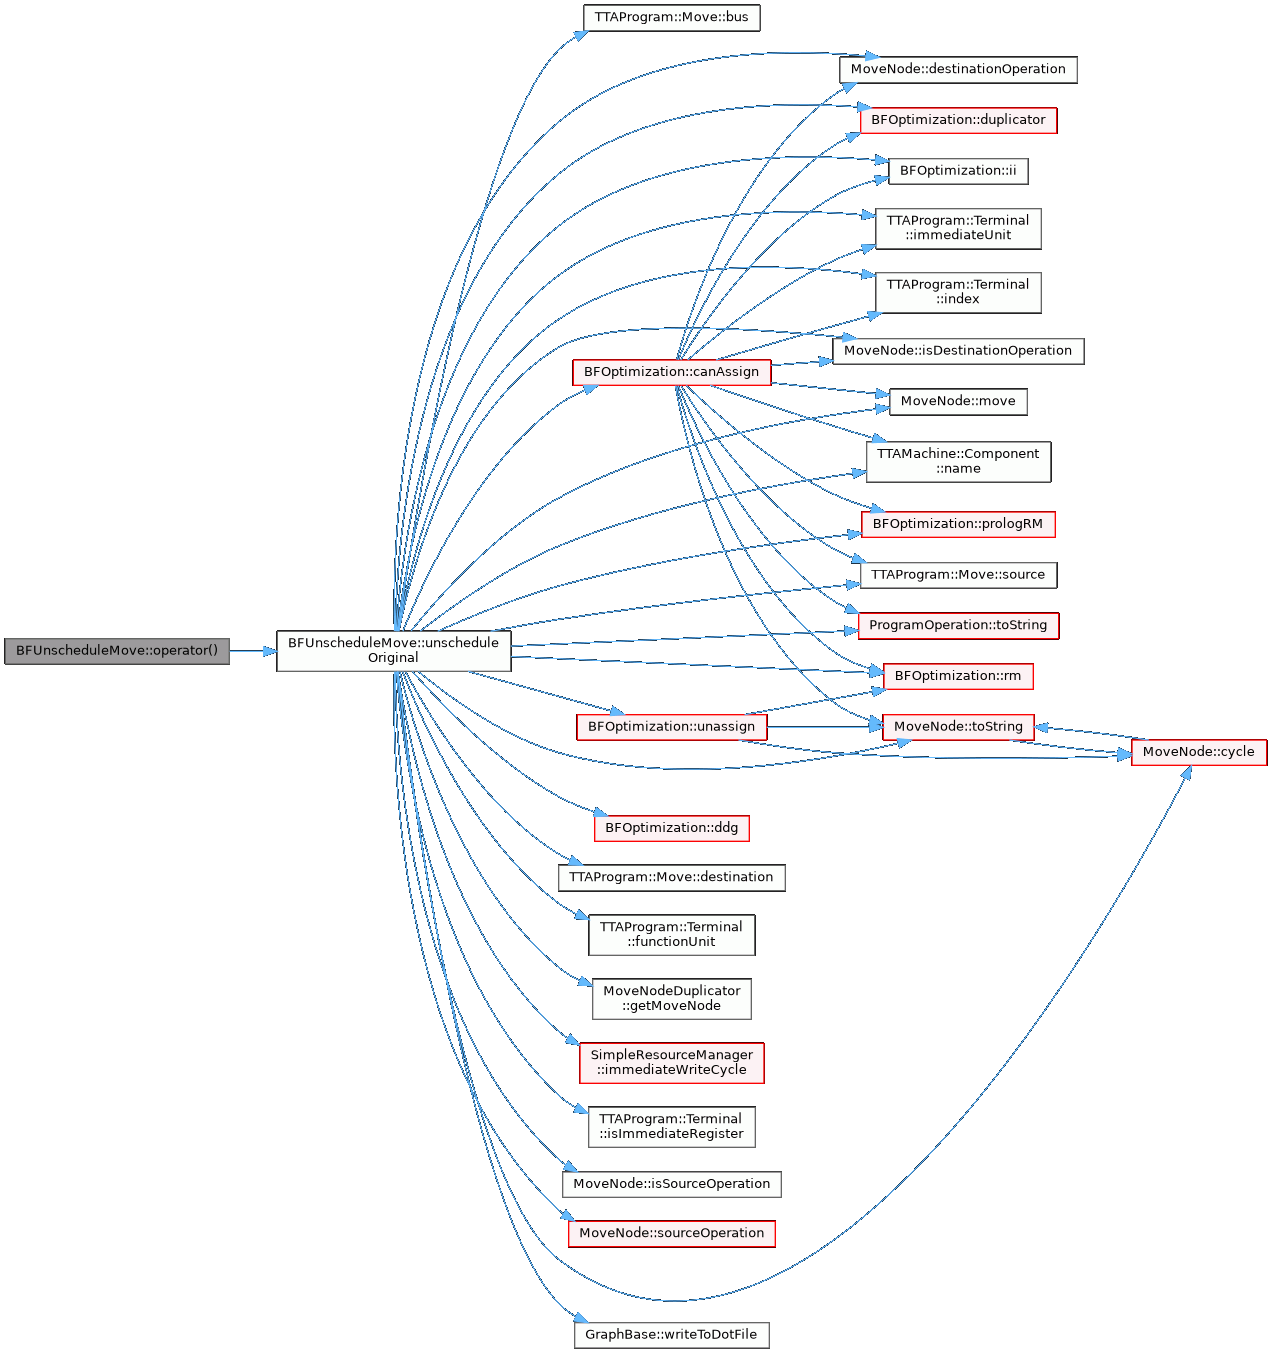 TTAProgram::Move::bus
MoveNode::destinationOperation
BFOptimization::duplicator
BFOptimization::ii
TTAProgram::Terminal
::immediateUnit
TTAProgram::Terminal
::index
MoveNode::isDestinationOperation
BFOptimization::canAssign
MoveNode::move
TTAMachine::Component
::name
BFOptimization::prologRM
TTAProgram::Move::source
ProgramOperation::toString
BFUnscheduleMove::operator()
BFUnscheduleMove::unschedule
Original
BFOptimization::rm
BFOptimization::unassign
MoveNode::toString
MoveNode::cycle
BFOptimization::ddg
TTAProgram::Move::destination
TTAProgram::Terminal
::functionUnit
MoveNodeDuplicator
::getMoveNode
SimpleResourceManager
::immediateWriteCycle
TTAProgram::Terminal
::isImmediateRegister
MoveNode::isSourceOperation
MoveNode::sourceOperation
GraphBase::writeToDotFile